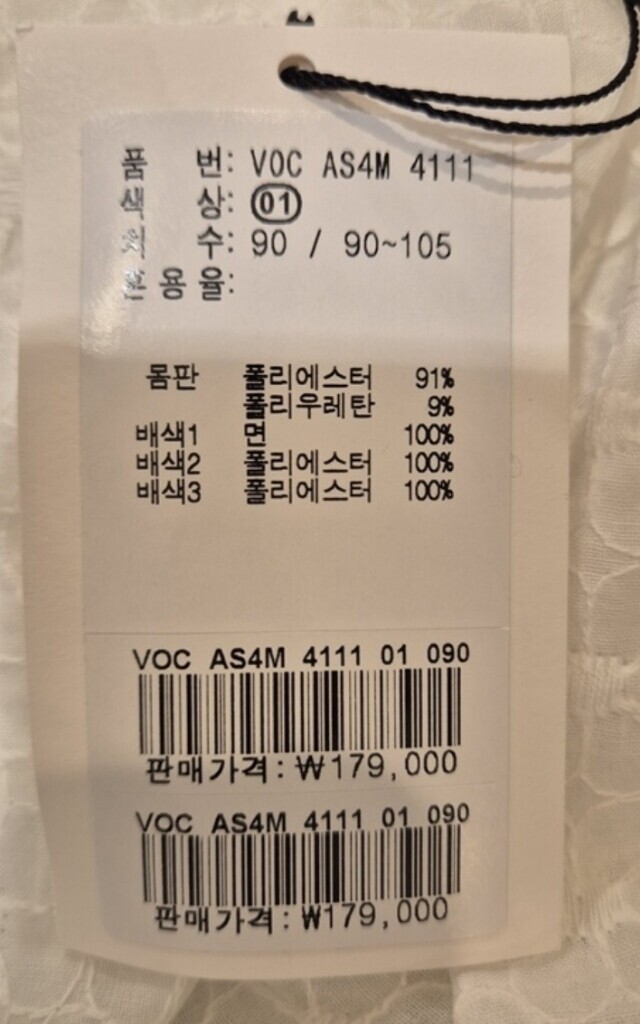 품 번: VOC AS4M 4111
색 상: 01
치 수: 90 / 90~105
혼 용 율:
몸판 폴리에스터 91%
폴리우레탄 9%
배색1 면 100%
배색2 폴리에스터 100%
배색3 폴리에스터 100%
VOC AS4M 4111 01 090
판매가격: ₩179,000
VOC AS4M 4111 01 090
판매가격: ₩179,000